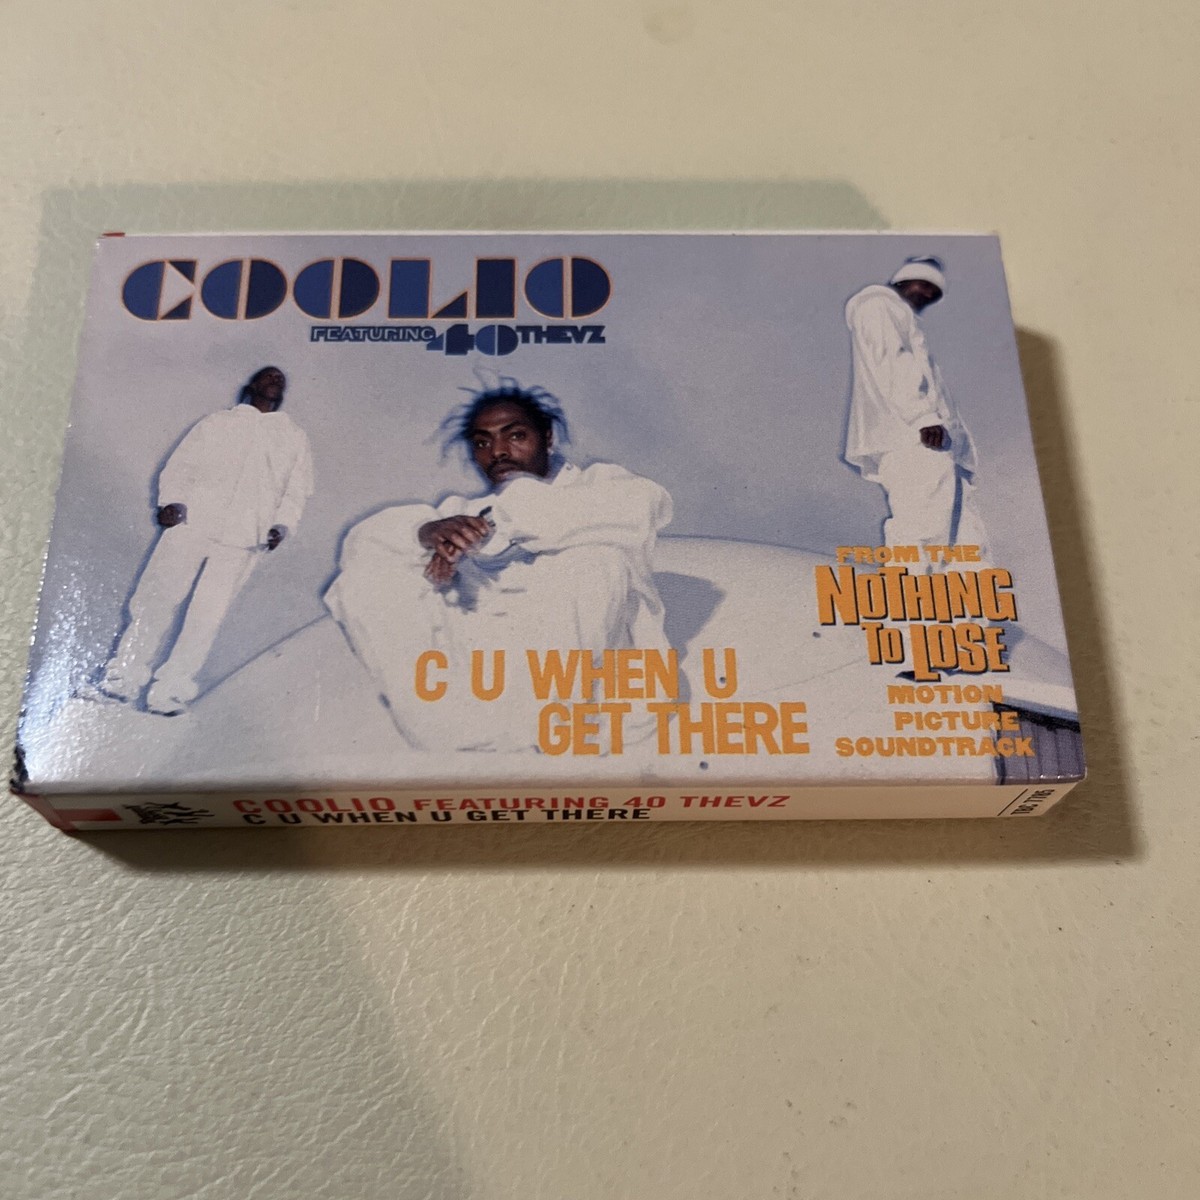 COOLIO
FEATURING 40 THEVZ
FROM THE
NOTHING
TO LOSE
MOTION
PICTURE
SOUNDTRACK
C U WHEN U
GET THERE
COOLIO FEATURING 40 THEVZ
C U WHEN U GET THERE